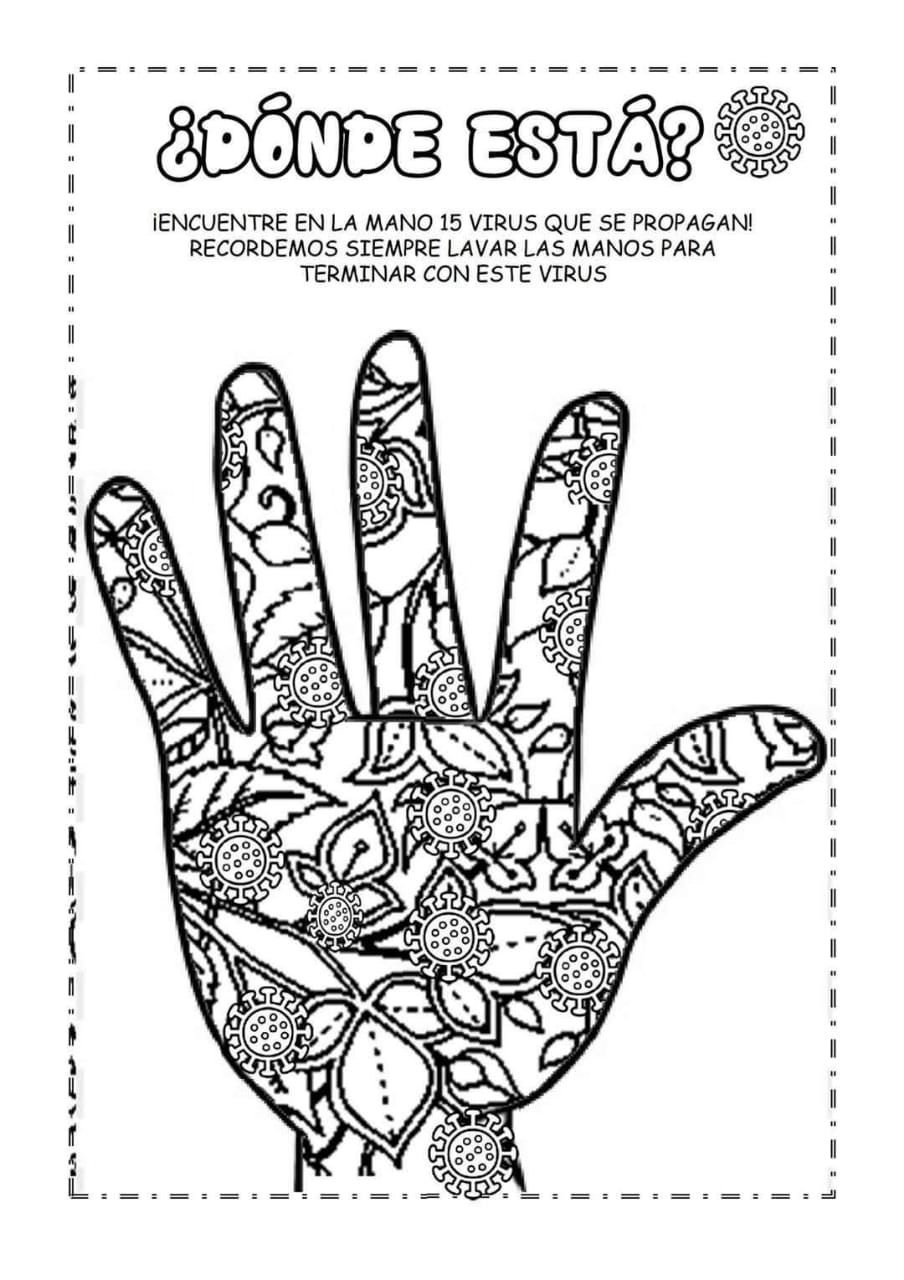 ¿DÓNDE ESTÁ?
¡ENCUENTRE EN LA MANO 15 VIRUS QUE SE PROPAGAN!
RECORDEMOS SIEMPRE LAVAR LAS MANOS PARA
TERMINAR CON ESTE VIRUS